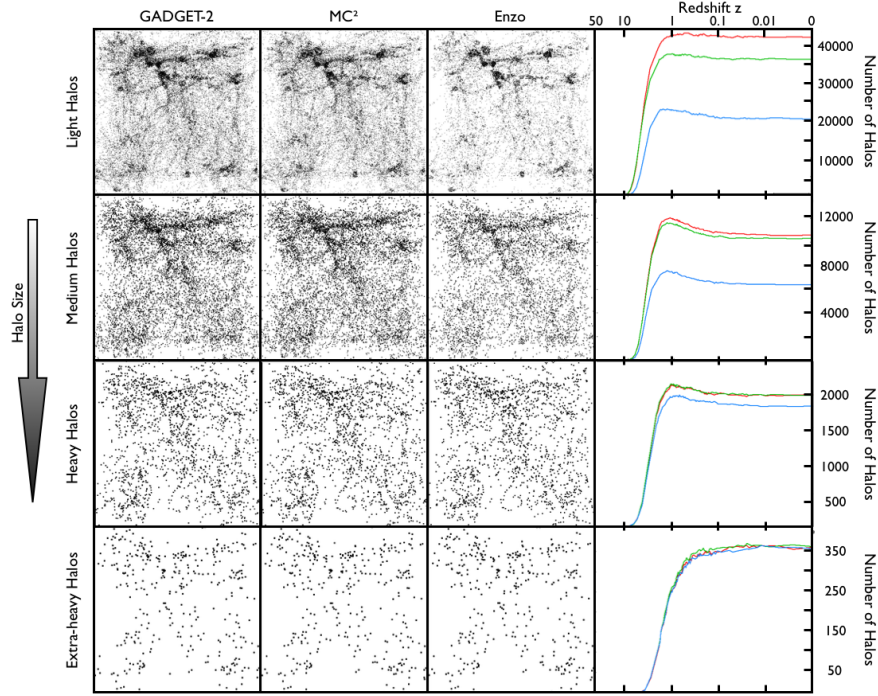 GADGET-2 MC² Enzo
Redshift z
50 10 1 0.1 0.01 0
Light Halos
40000
30000
20000
10000
Number of Halos
Halo Size
Medium Halos
12000
8000
4000
Number of Halos
Heavy Halos
2000
1500
1000
500
Number of Halos
Extra-heavy Halos
350
250
150
50
Number of Halos